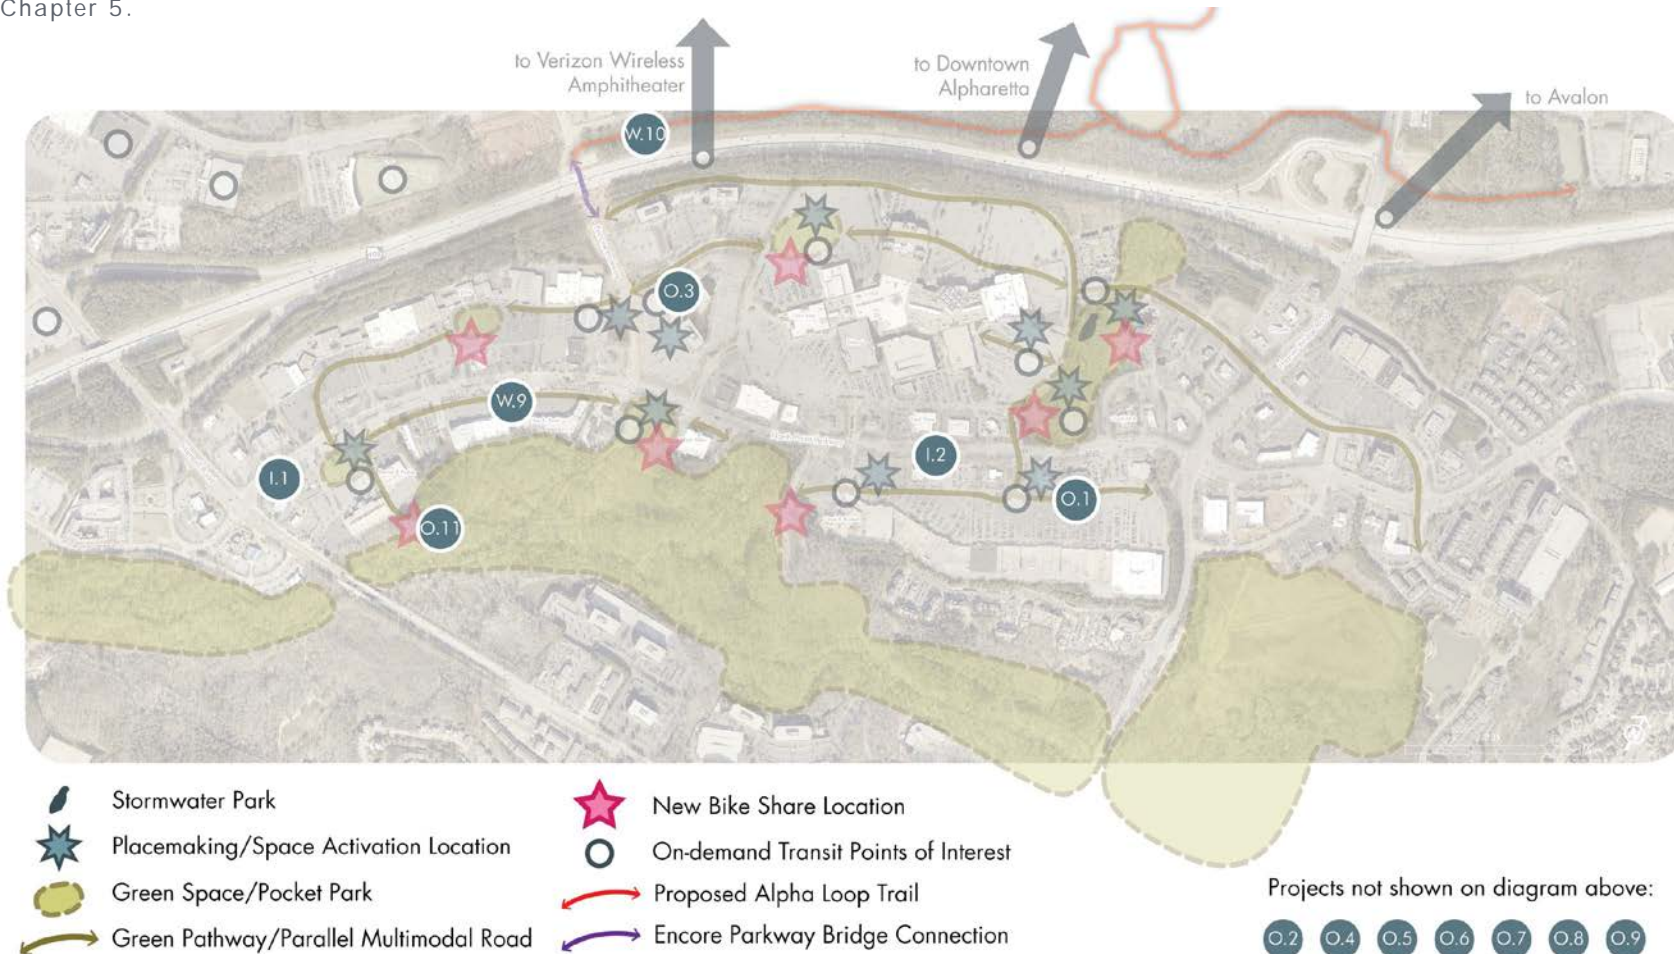 Chapter 5.
to Verizon Wireless
Amphitheater
to Downtown
Alpharetta
to Avalon
W.10
O.3
W.9
I.2
I.1
O.1
O.11
Stormwater Park
Placemaking/Space Activation Location
Green Space/Pocket Park
Green Pathway/Parallel Multimodal Road
New Bike Share Location
On-demand Transit Points of Interest
Proposed Alpha Loop Trail
Encore Parkway Bridge Connection
Projects not shown on diagram above:
O.2 O.4 O.5 O.6 O.7 O.8 O.9